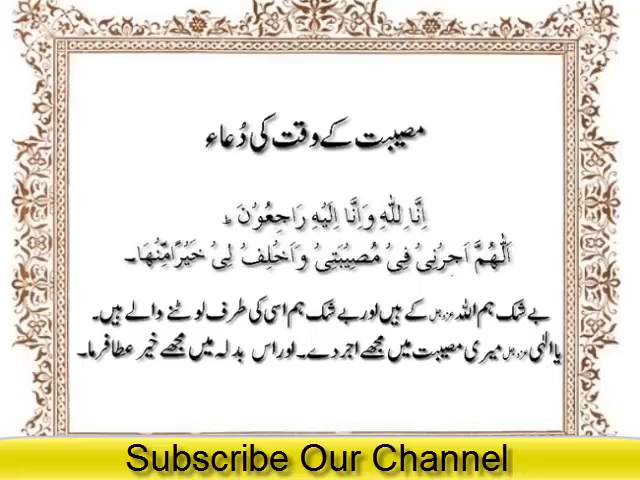 مصیبت کے وقت کی دُعاء
اِنَّا لِلّٰهِ وَاِنَّا اِلَيْهِ رَاجِعُوْنَ ؕ
اَللّٰهُمَّ اَجِرْنِىْ فِىْ مُصِيْبَتِىْ وَاَخْلِفْ لِىْ خَيْرًا مِّنْهَا۔
بے شک ہم اللہ عزوجل کے ہیں اور بے شک ہم اسی کی طرف لوٹنے والے ہیں۔
یا الٰہی عزوجل میری مصیبت میں مجھے اجر دے۔ اور اس بدلہ میں مجھے خیر عطا فرما۔
Subscribe Our Channel